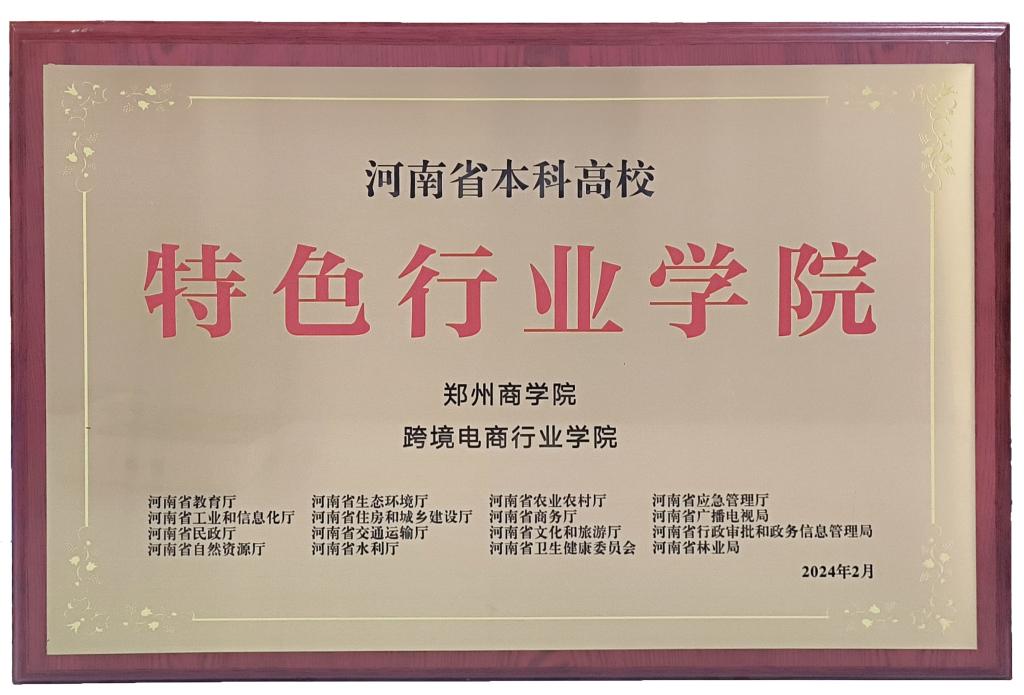 河南省本科高校
特色行业学院
郑州商学院
跨境电商行业学院
河南省教育厅 河南省生态环境厅 河南省农业农村厅 河南省应急管理厅
河南省工业和信息化厅 河南省住房和城乡建设厅 河南省商务厅 河南省广播电视局
河南省民政厅 河南省交通运输厅 河南省文化和旅游厅 河南省行政审批和政务信息管理局
河南省自然资源厅 河南省水利厅 河南省卫生健康委员会 河南省林业局
2024年2月